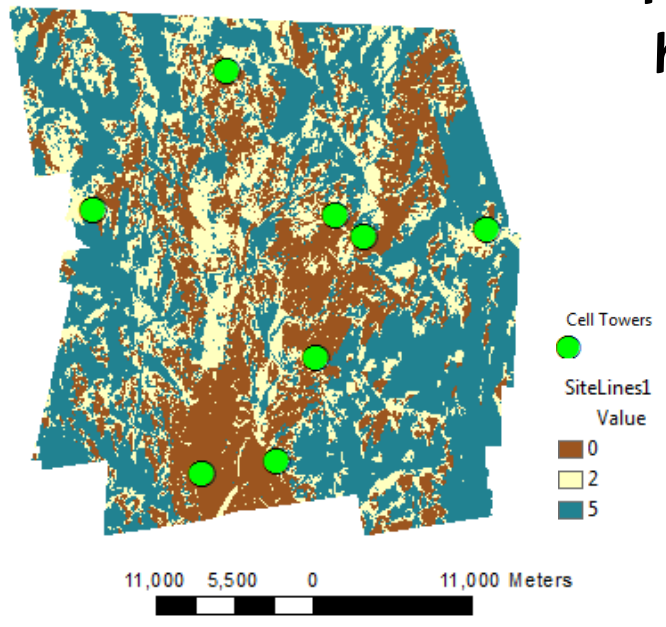 Cell Towers
SiteLines1
Value
0
2
5
11,000 5,500 0 11,000 Meters